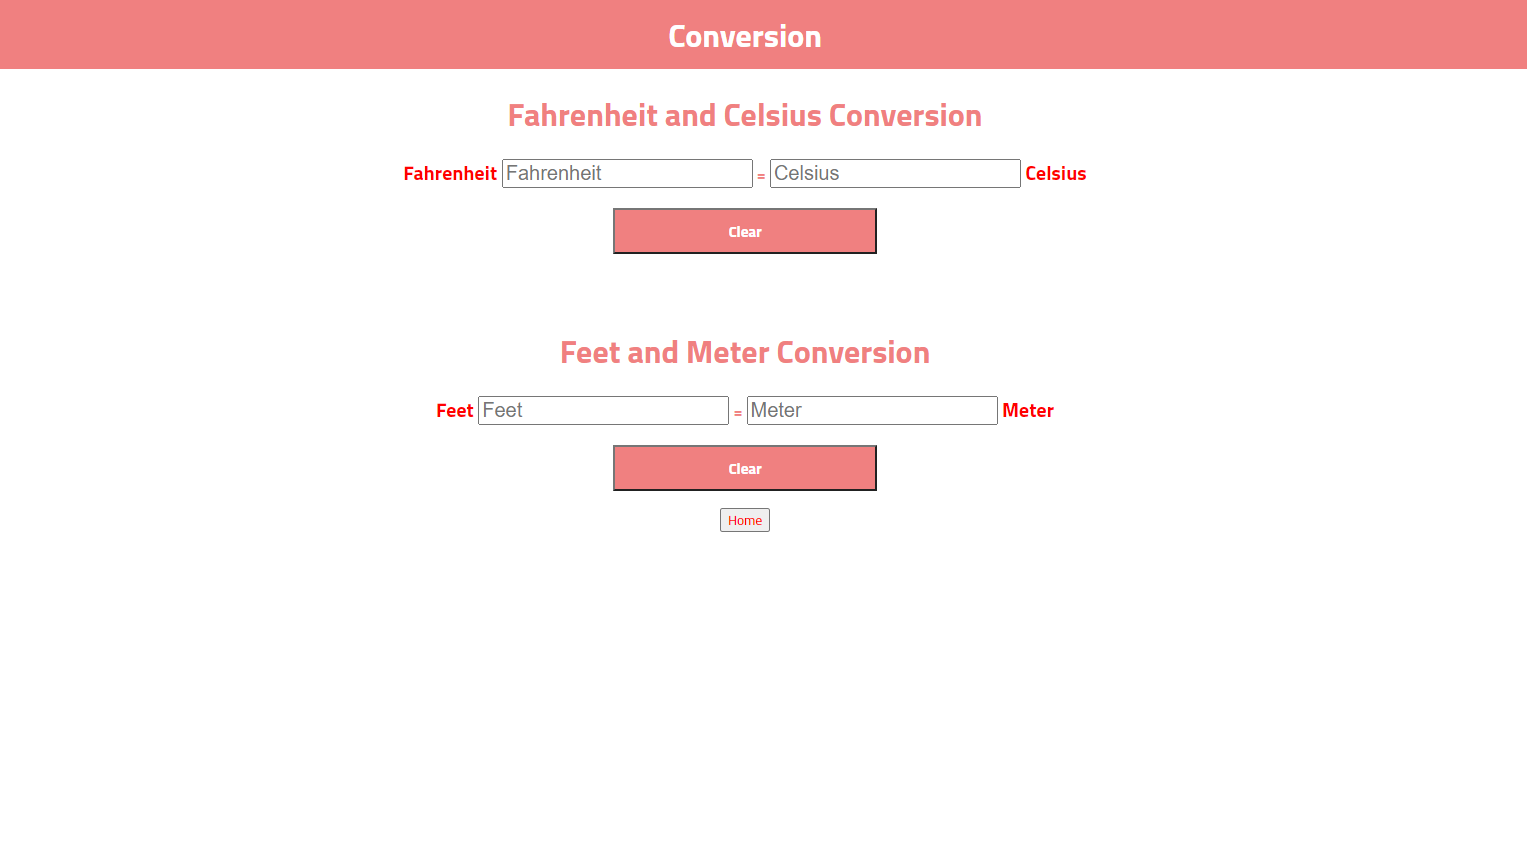 Conversion
Fahrenheit and Celsius Conversion
Fahrenheit Fahrenheit = Celsius Celsius
Clear
Feet and Meter Conversion
Feet Feet = Meter Meter
Clear
Home